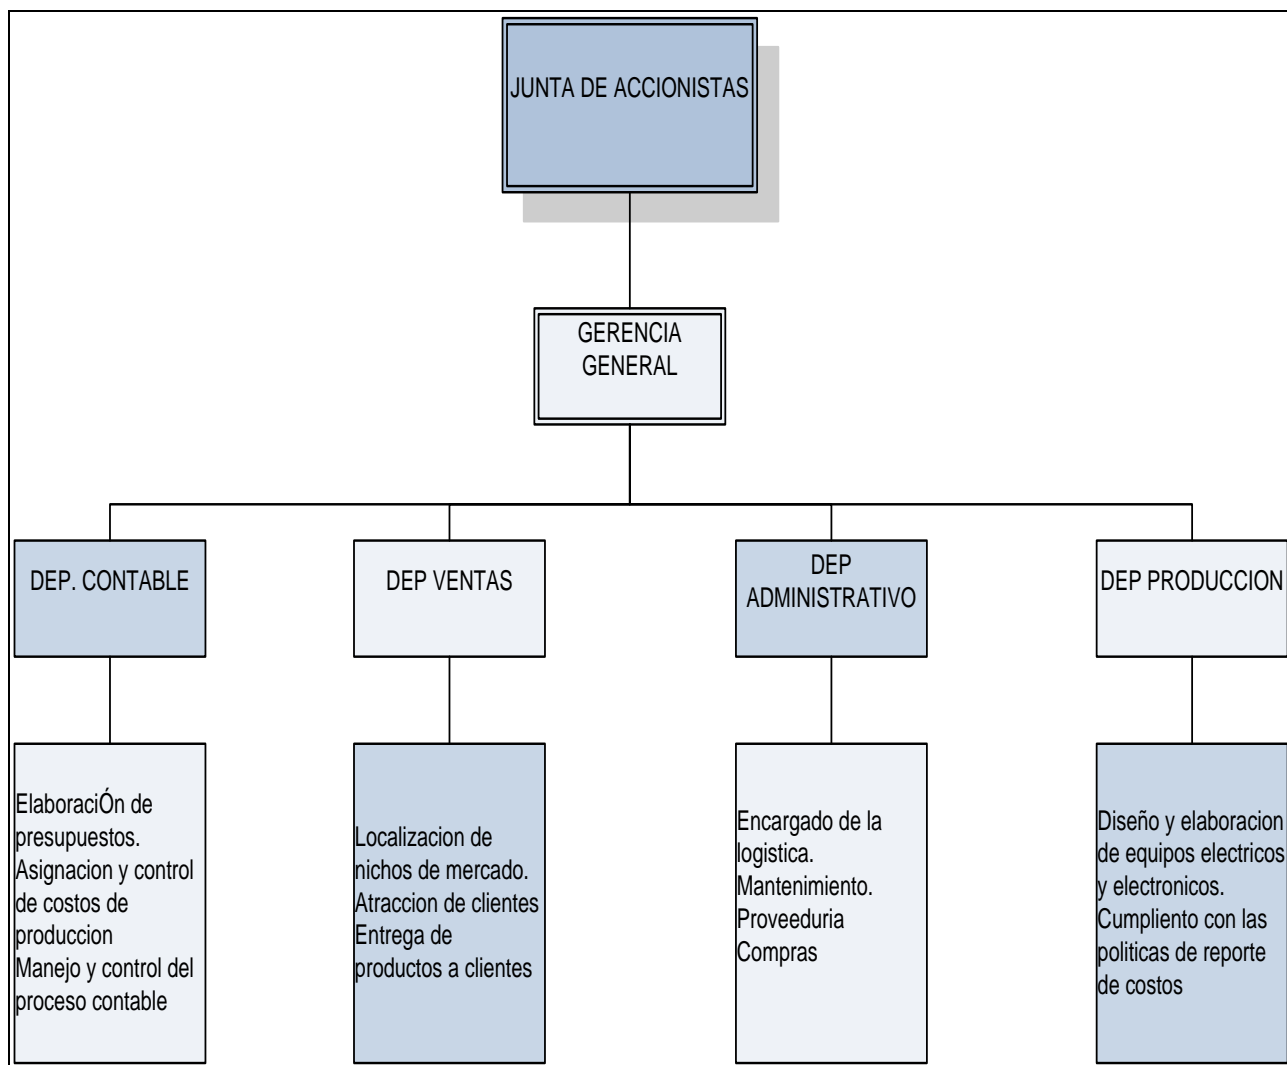 JUNTA DE ACCIONISTAS
GERENCIA
GENERAL
DEP. CONTABLE
DEP VENTAS
DEP
ADMINISTRATIVO
DEP PRODUCCION
ElaboraciÓn de
presupuestos.
Asignacion y control
de costos de
produccion
Manejo y control del
proceso contable
Localizacion de
nichos de mercado.
Atraccion de clientes
Entrega de
productos a clientes
Encargado de la
logistica.
Mantenimiento.
Proveeduria
Compras
Diseño y elaboracion
de equipos electricos
y electronicos.
Cumpliento con las
politicas de reporte
de costos